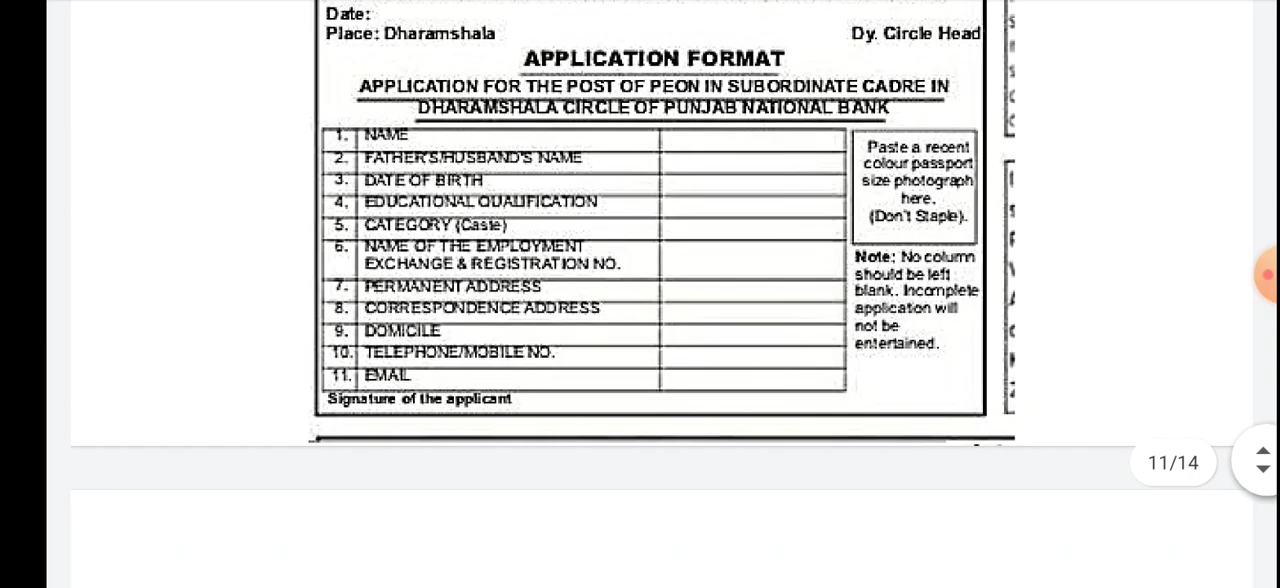 Date:
Place: Dharamshala
Dy. Circle Head
APPLICATION FORMAT
APPLICATION FOR THE POST OF PEON IN SUBORDINATE CADRE IN
DHARAMSHALA CIRCLE OF PUNJAB NATIONAL BANK
1. NAME
2. FATHER'S/HUSBAND'S NAME
3. DATE OF BIRTH
4. EDUCATIONAL QUALIFICATION
5. CATEGORY (Caste)
6. NAME OF THE EMPLOYMENT
EXCHANGE & REGISTRATION NO.
7. PERMANENT ADDRESS
8. CORRESPONDENCE ADDRESS
9. DOMICILE
10. TELEPHONE/MOBILE NO.
11. EMAIL
Signature of the applicant
Paste a recent
colour passport
size photograph
here.
(Don't Staple).
Note: No column
should be left
blank. Incomplete
application will
not be
entertained.
11/14